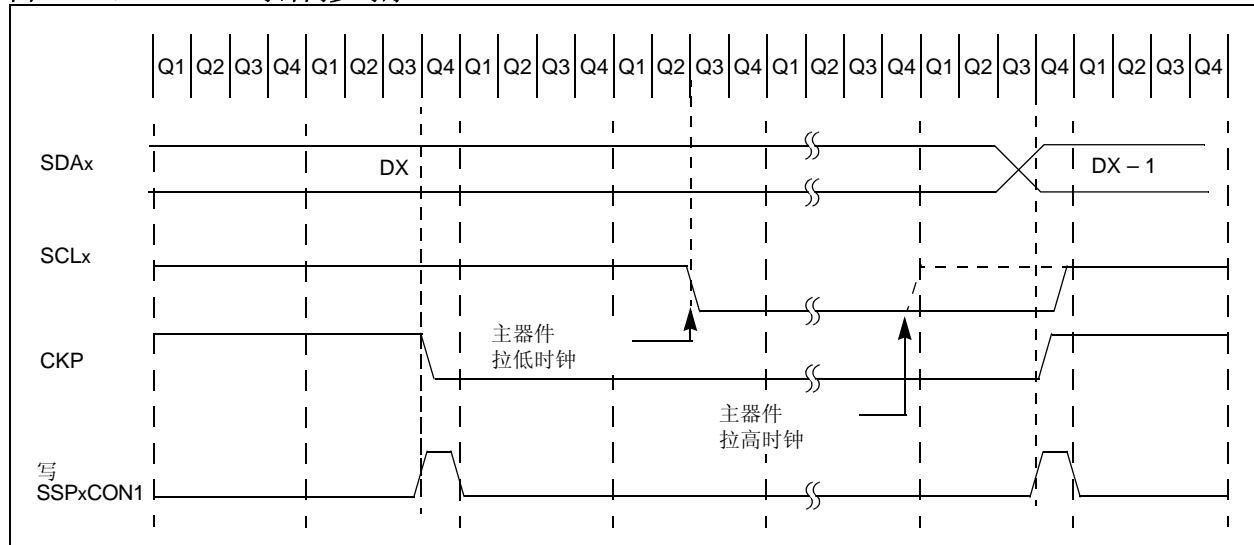 Q1 Q2 Q3 Q4 Q1 Q2 Q3 Q4 Q1 Q2 Q3 Q4 Q1 Q2 Q3 Q4 Q1 Q2 Q3 Q4 Q1 Q2 Q3 Q4 Q1 Q2 Q3 Q4
SDAx
DX
DX – 1
SCLx
主器件
拉低时钟
CKP
主器件
拉高时钟
写
SSPxCON1